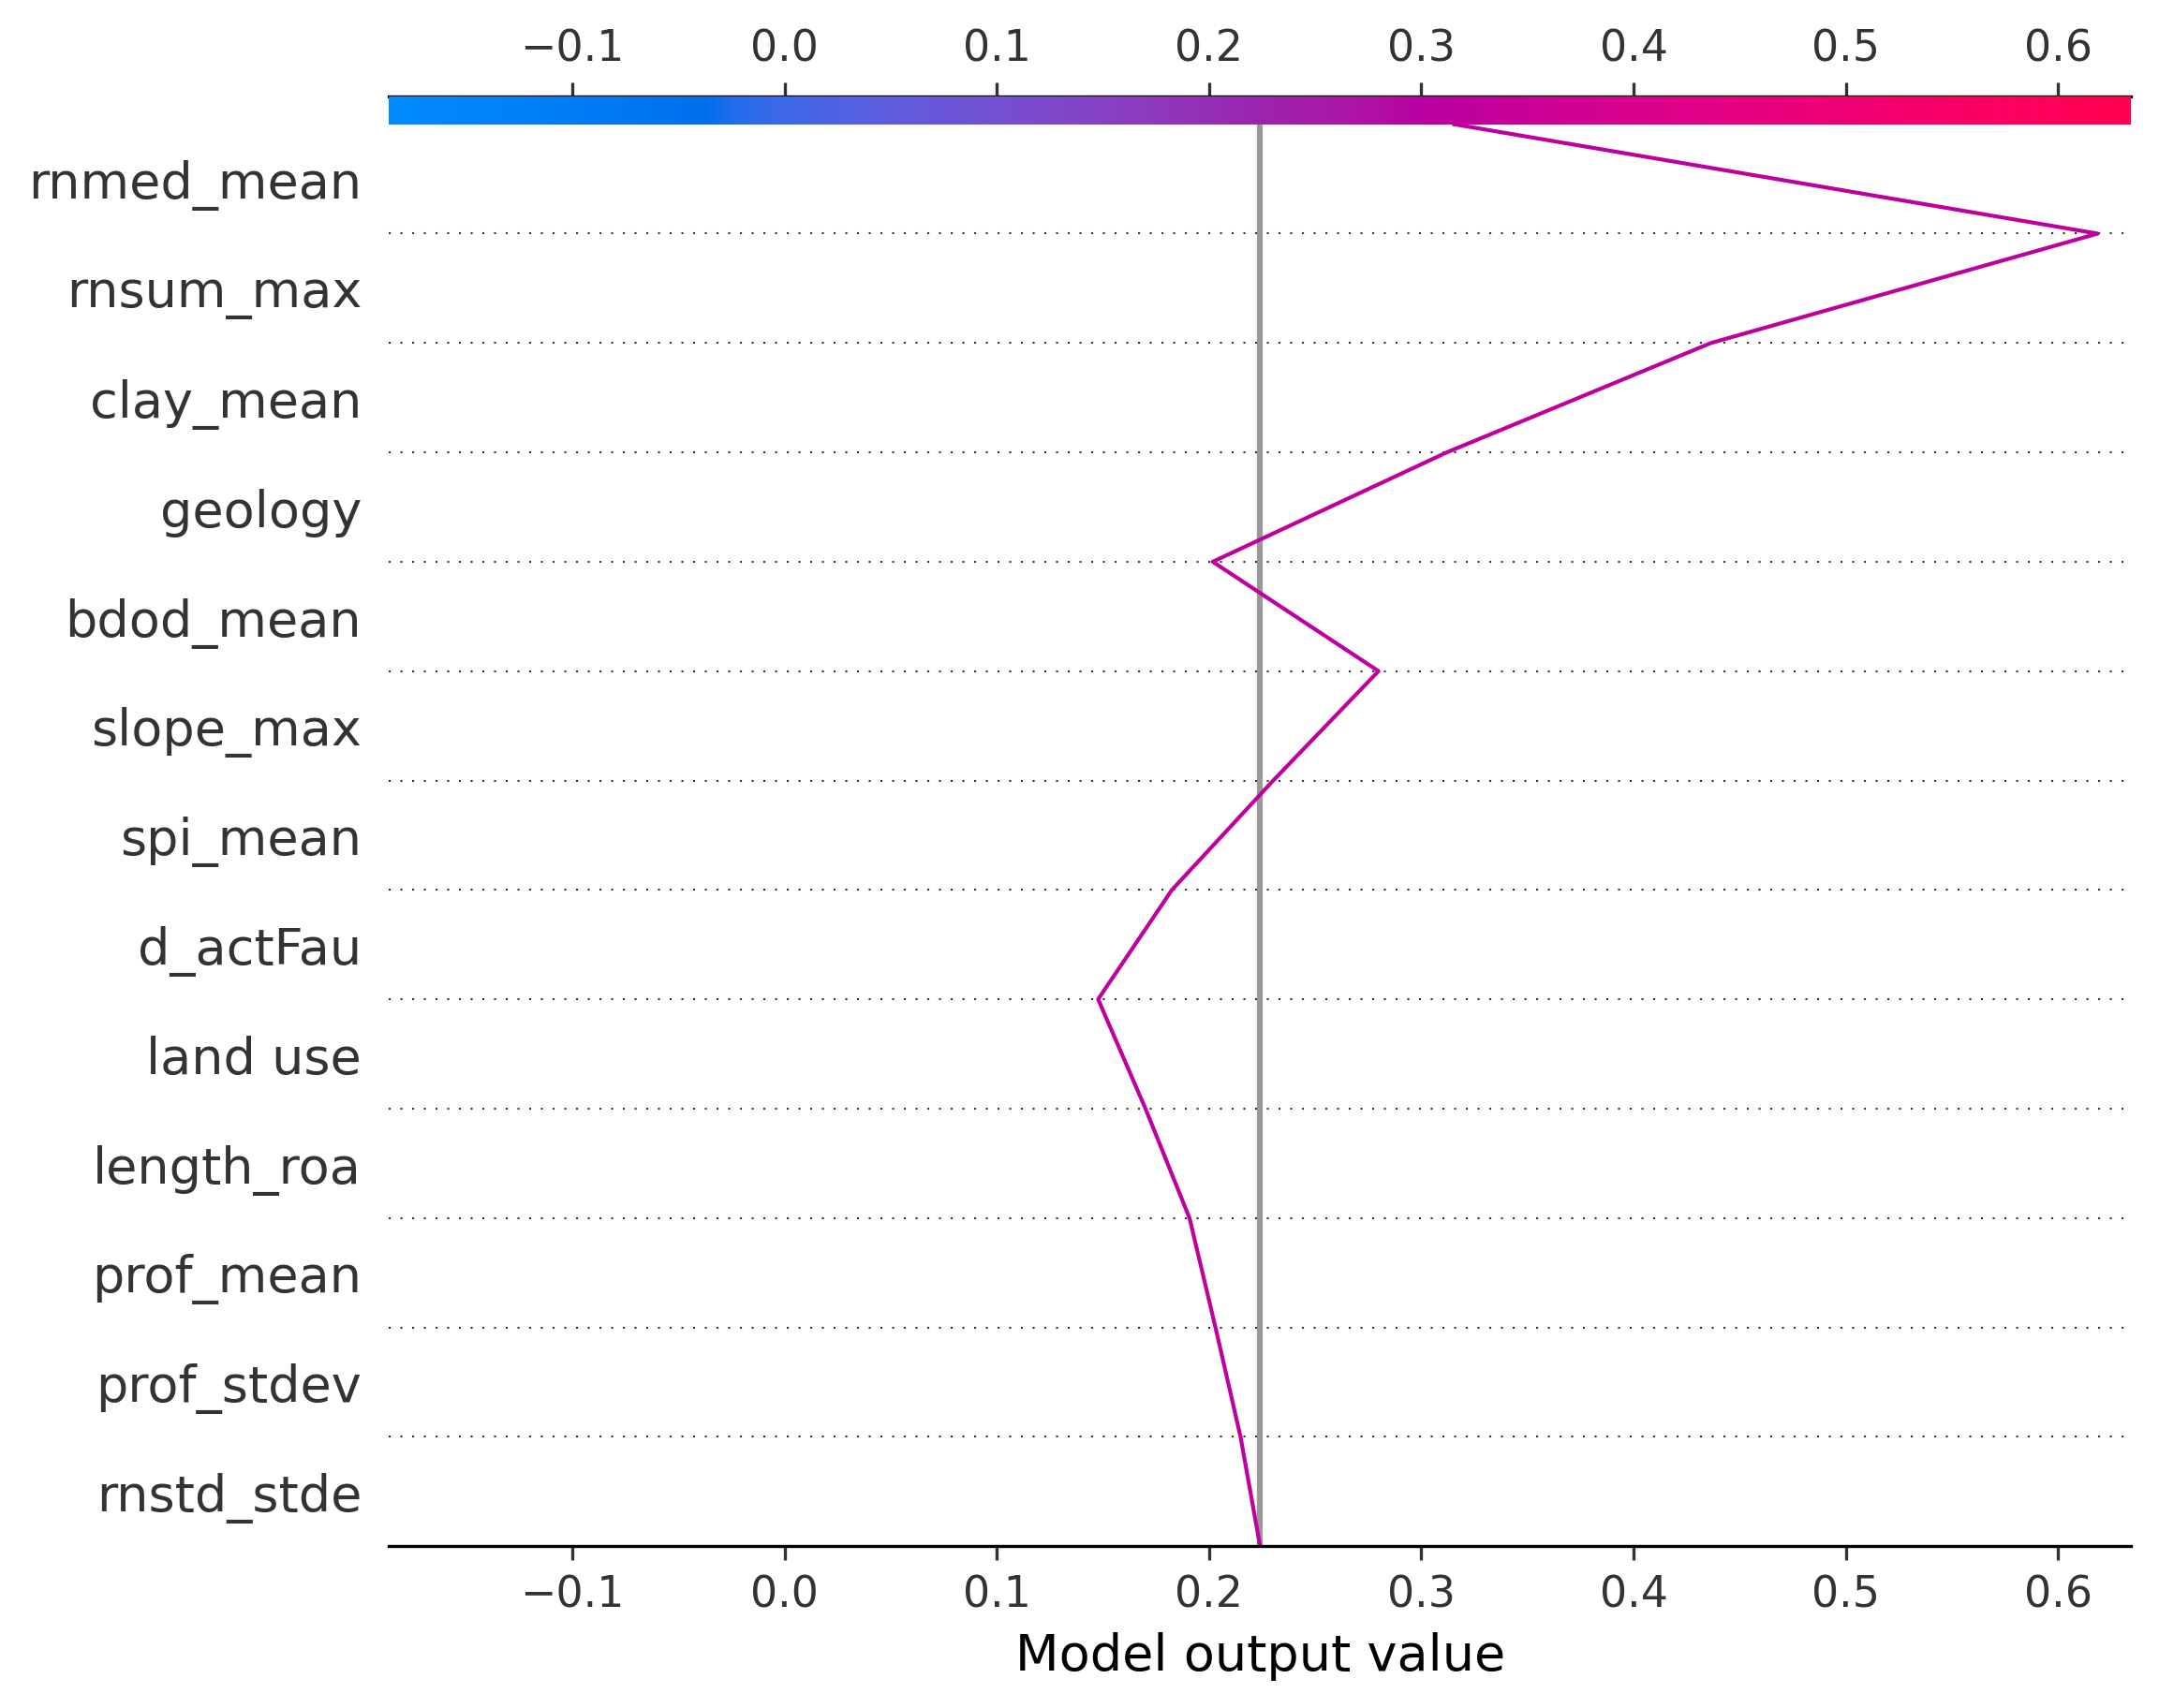 −0.1 0.0 0.1 0.2 0.3 0.4 0.5 0.6
rnmed_mean
rnsum_max
clay_mean
geology
bdod_mean
slope_max
spi_mean
d_actFau
land use
length_roa
prof_mean
prof_stdev
rnstd_stde
−0.1 0.0 0.1 0.2 0.3 0.4 0.5 0.6
Model output value